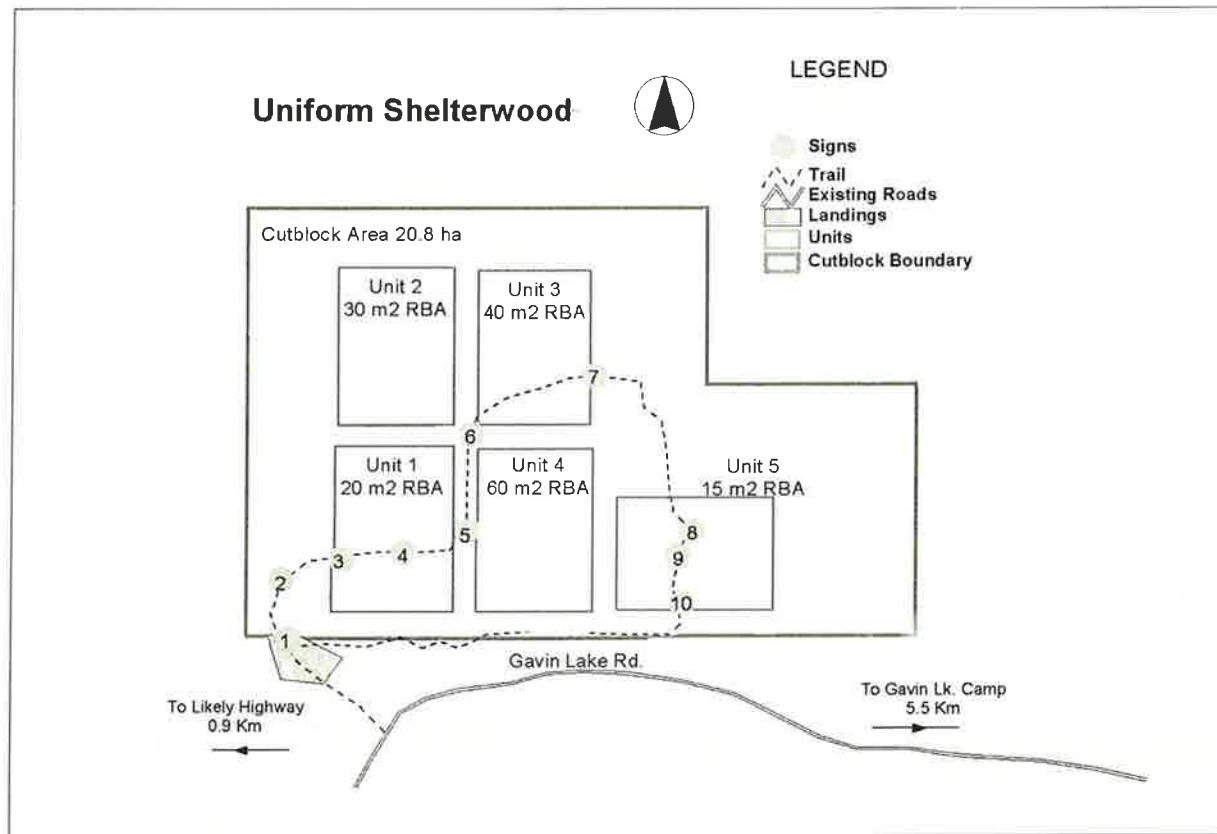 LEGEND
Uniform Shelterwood
Signs
Trail
Existing Roads
Landings
Units
Cutblock Boundary
Cutblock Area 20.8 ha
Unit 2
30 m2 RBA
Unit 3
40 m2 RBA
7
6
Unit 1
20 m2 RBA
Unit 4
60 m2 RBA
Unit 5
15 m2 RBA
5
8
4
3
9
2
10
1
Gavin Lake Rd.
To Likely Highway
0.9 Km
To Gavin Lk. Camp
5.5 Km